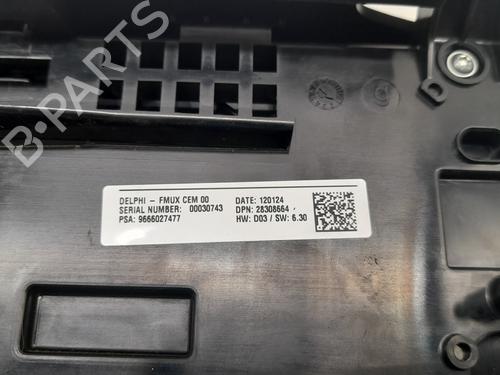 B-PARTS
DELPHI - FMUX CEM 00 DATE: 120124
SERIAL NUMBER: 00030743 DPN: 28308664
PSA: 9666027477 HW: D03 / SW: 6.30